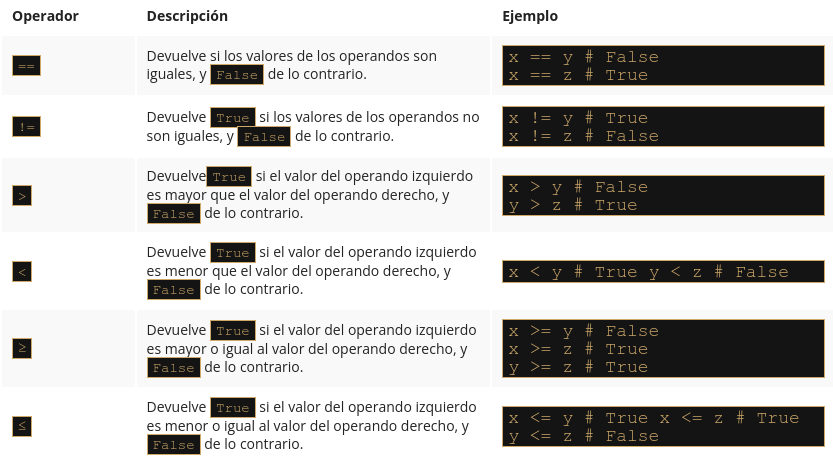 Operador Descripción Ejemplo
== Devuelve si los valores de los operandos son
iguales, y False de lo contrario.
x == y # False
x == z # True
!= Devuelve True si los valores de los operandos no
son iguales, y False de lo contrario.
x != y # True
x != z # False
> Devuelve True si el valor del operando izquierdo
es mayor que el valor del operando derecho, y
False de lo contrario.
x > y # False
y > z # True
< Devuelve True si el valor del operando izquierdo
es menor que el valor del operando derecho, y
False de lo contrario.
x < y # True y < z # False
≥ Devuelve True si el valor del operando izquierdo
es mayor o igual al valor del operando derecho, y
False de lo contrario.
x >= y # False
x >= z # True
y >= z # True
≤ Devuelve True si el valor del operando izquierdo
es menor o igual al valor del operando derecho, y
False de lo contrario.
x <= y # True x <= z # True
y <= z # False